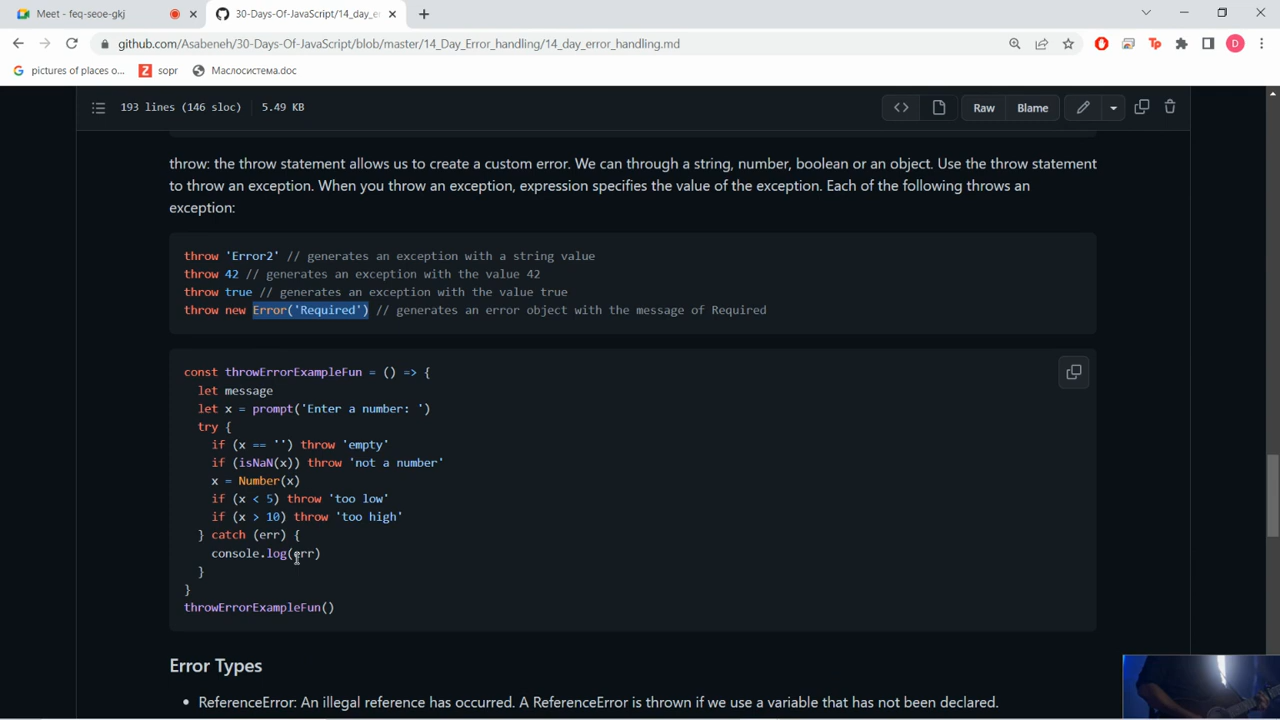 Meet - feq-seoe-gkj
30-Days-Of-JavaScript/14_day_e
github.com/Asabeneh/30-Days-Of-JavaScript/blob/master/14_Day_Error_handling/14_day_error_handling.md
pictures of places o...
sopr
Маслосистема.doc
193 lines (146 sloc)
5.49 KB
Raw
Blame
throw: the throw statement allows us to create a custom error. We can through a string, number, boolean or an object. Use the throw statement
to throw an exception. When you throw an exception, expression specifies the value of the exception. Each of the following throws an
exception:
throw 'Error2' // generates an exception with a string value
throw 42 // generates an exception with the value 42
throw true // generates an exception with the value true
throw new Error('Required') // generates an error object with the message of Required
const throwErrorExampleFun = () => {
let message
let x = prompt('Enter a number: ')
try {
if (x == '') throw 'empty'
if (isNaN(x)) throw 'not a number'
x = Number(x)
if (x < 5) throw 'too low'
if (x > 10) throw 'too high'
} catch (err) {
console.log(err)
}
}
throwErrorExampleFun()
Error Types
• ReferenceError: An illegal reference has occurred. A ReferenceError is thrown if we use a variable that has not been declared.